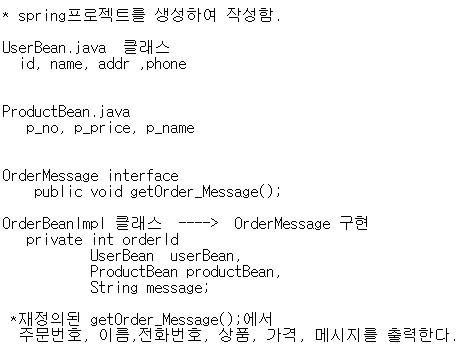 * spring프로젝트를 생성하여 작성함.
UserBean.java 클래스
id, name, addr ,phone
ProductBean.java
p_no, p_price, p_name
OrderMessage interface
public void getOrder_Message();
OrderBeanImpl 클래스 ----> OrderMessage 구현
private int orderId
UserBean userBean,
ProductBean productBean,
String message;
*재정의된 getOrder_Message();에서
주문번호, 이름,전화번호, 상품, 가격, 메시지를 출력한다.